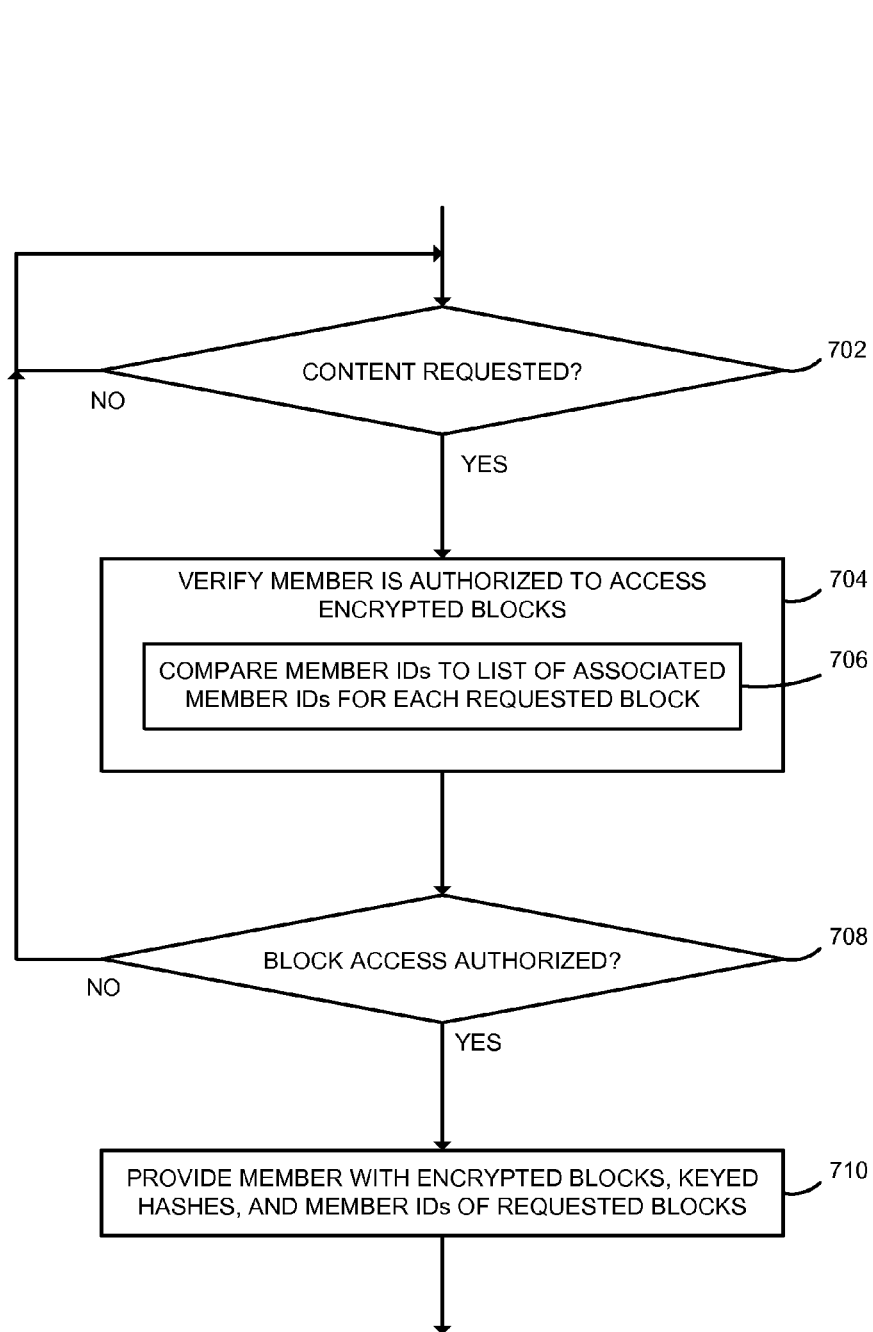 CONTENT REQUESTED?
702
NO
YES
VERIFY MEMBER IS AUTHORIZED TO ACCESS
ENCRYPTED BLOCKS
704
COMPARE MEMBER IDs TO LIST OF ASSOCIATED
MEMBER IDs FOR EACH REQUESTED BLOCK
706
BLOCK ACCESS AUTHORIZED?
708
NO
YES
PROVIDE MEMBER WITH ENCRYPTED BLOCKS, KEYED
HASHES, AND MEMBER IDs OF REQUESTED BLOCKS
710